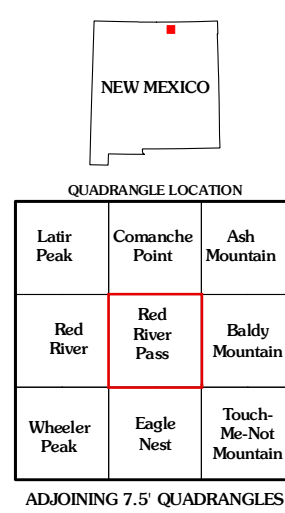 NEW MEXICO
QUADRANGLE LOCATION
Latir
Peak
Comanche
Point
Ash
Mountain
Red
River
Red
River
Pass
Baldy
Mountain
Wheeler
Peak
Eagle
Nest
Touch-
Me-Not
Mountain
ADJOINING 7.5' QUADRANGLES